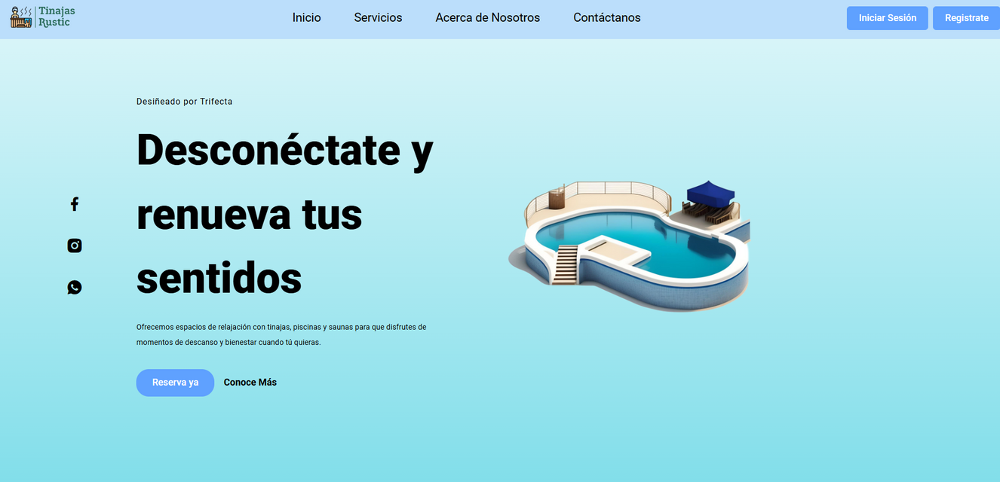 Tinajas
Rustic
Inicio
Servicios
Acerca de Nosotros
Contáctanos
Iniciar Sesión
Registrate
Desiñeado por Trifecta
Desconéctate y
renueva tus
sentidos
Ofrecemos espacios de relajación con tinajas, piscinas y saunas para que disfrutes de
momentos de descanso y bienestar cuando tú quieras.
Reserva ya
Conoce Más